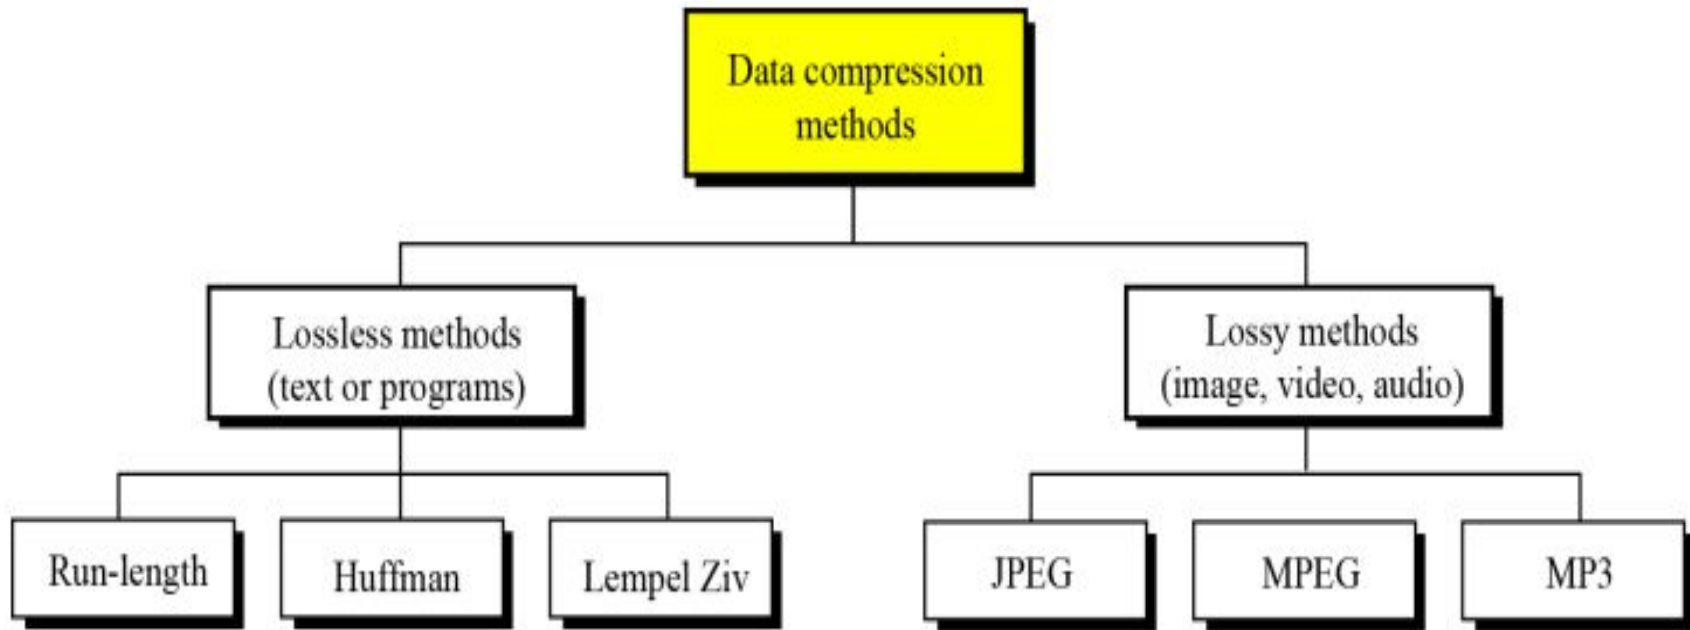 Data compression
methods
Lossless methods
(text or programs)
Lossy methods
(image, video, audio)
Run-length
Huffman
Lempel Ziv
JPEG
MPEG
MP3